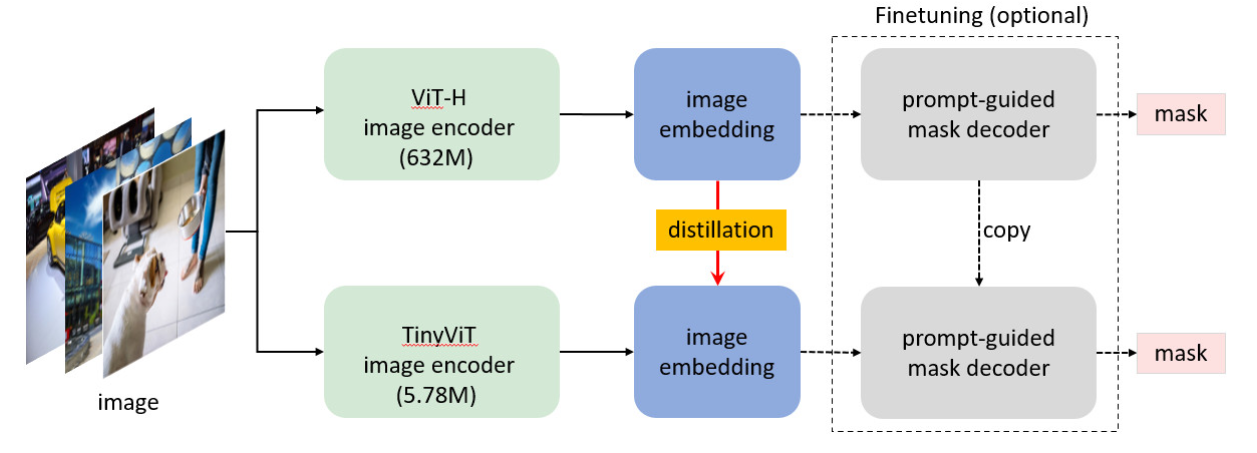 Finetuning (optional)
ViT-H
image encoder
(632M)
image
embedding
prompt-guided
mask decoder
mask
distillation
copy
TinyViT
image encoder
(5.78M)
image
embedding
prompt-guided
mask decoder
mask
image